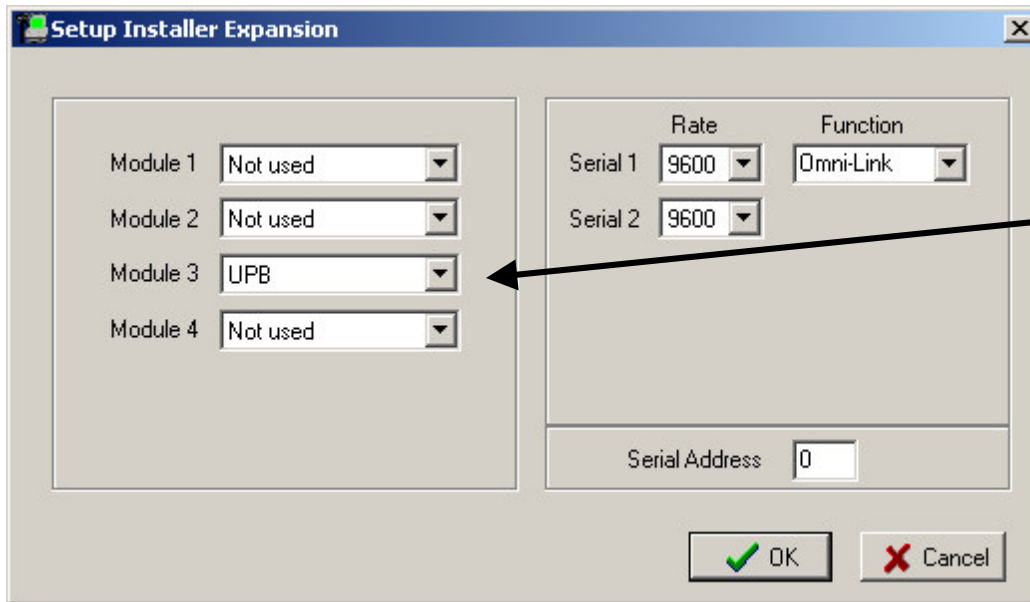 Setup Installer Expansion
Module 1 Not used
Module 2 Not used
Module 3 UPB
Module 4 Not used
Rate Function
Serial 1 9600 Omni-Link
Serial 2 9600
Serial Address 0
OK Cancel